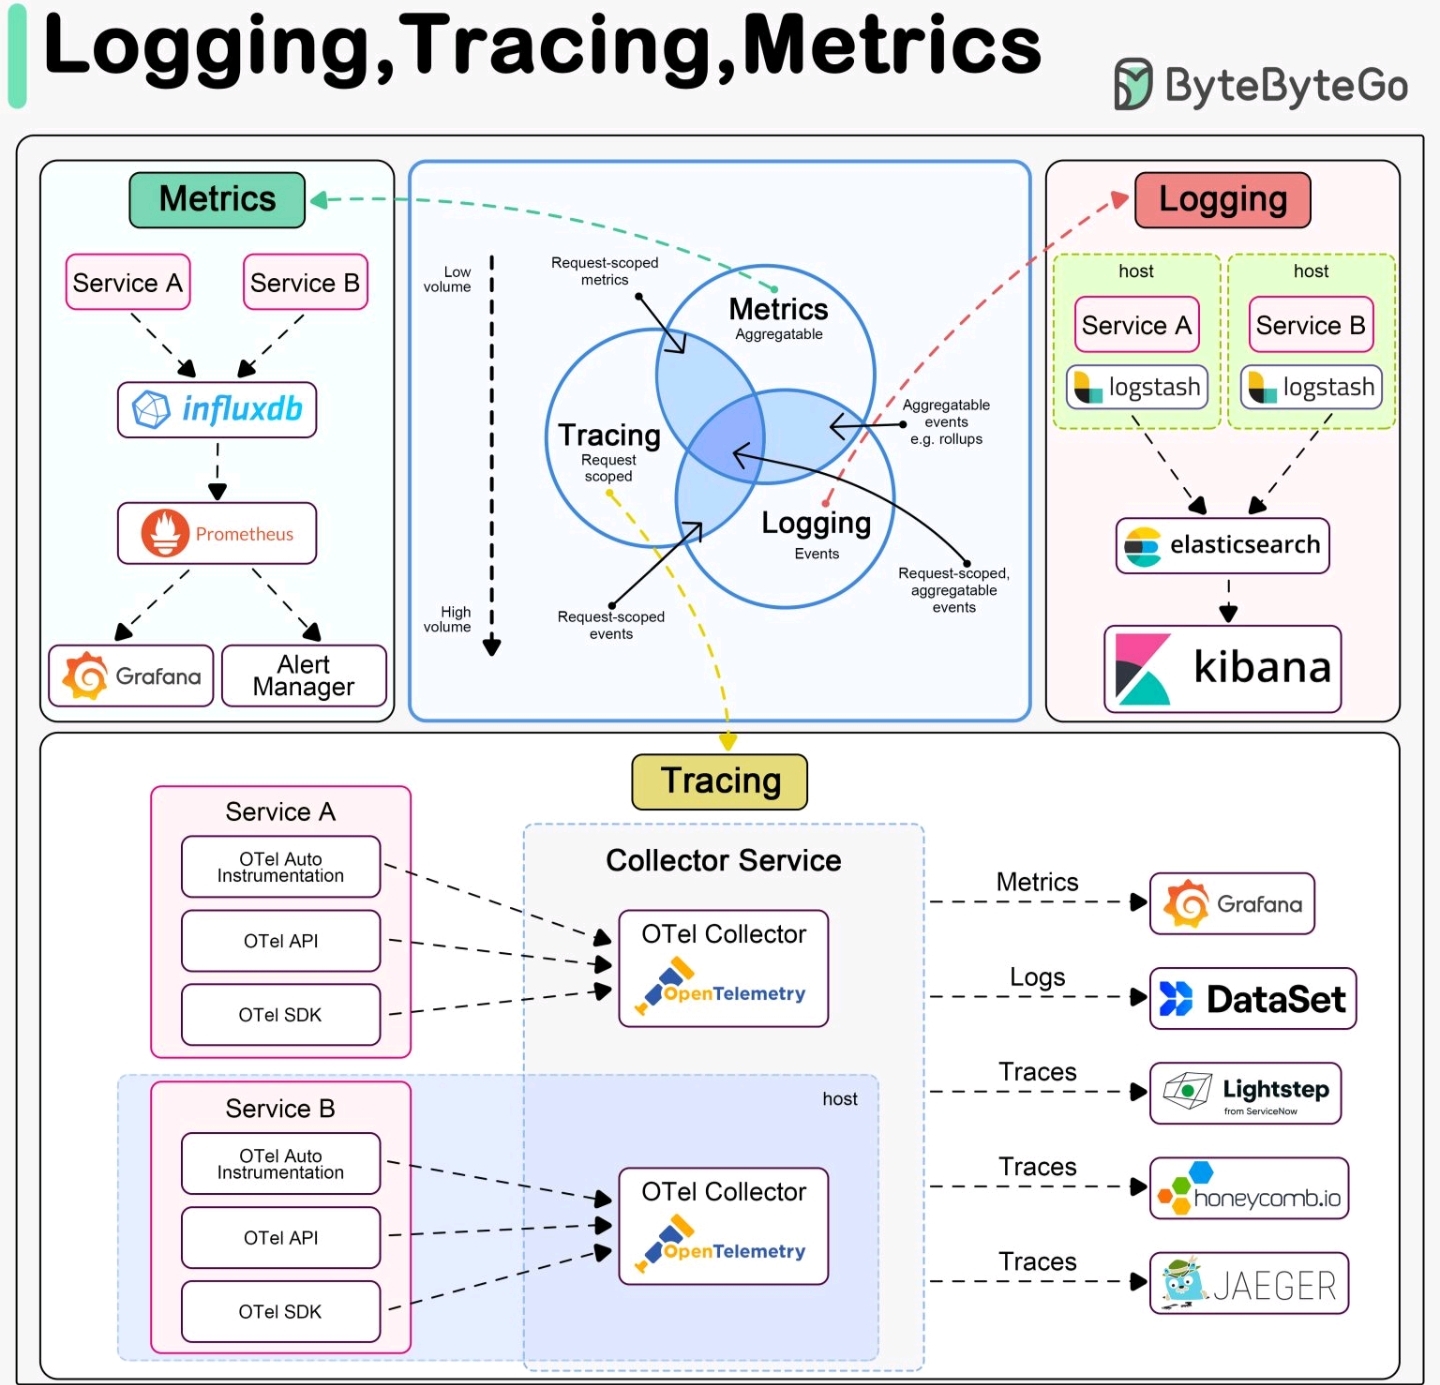 Logging,Tracing,Metrics
ByteByteGo
Metrics
Service A
Service B
influxdb
Prometheus
Grafana
Alert
Manager
Low
volume
High
volume
Request-scoped
metrics
Metrics
Aggregatable
Tracing
Request
scoped
Aggregatable
events
e.g. rollups
Logging
Events
Request-scoped,
aggregatable
events
Request-scoped
events
Logging
host
Service A
logstash
host
Service B
logstash
elasticsearch
kibana
Tracing
Service A
OTel Auto
Instrumentation
OTel API
OTel SDK
Collector Service
OTel Collector
OpenTelemetry
Service B
OTel Auto
Instrumentation
OTel API
OTel SDK
host
OTel Collector
OpenTelemetry
Metrics
Grafana
Logs
DataSet
Traces
Lightstep
from ServiceNow
Traces
honeycomb.io
Traces
JAEGER